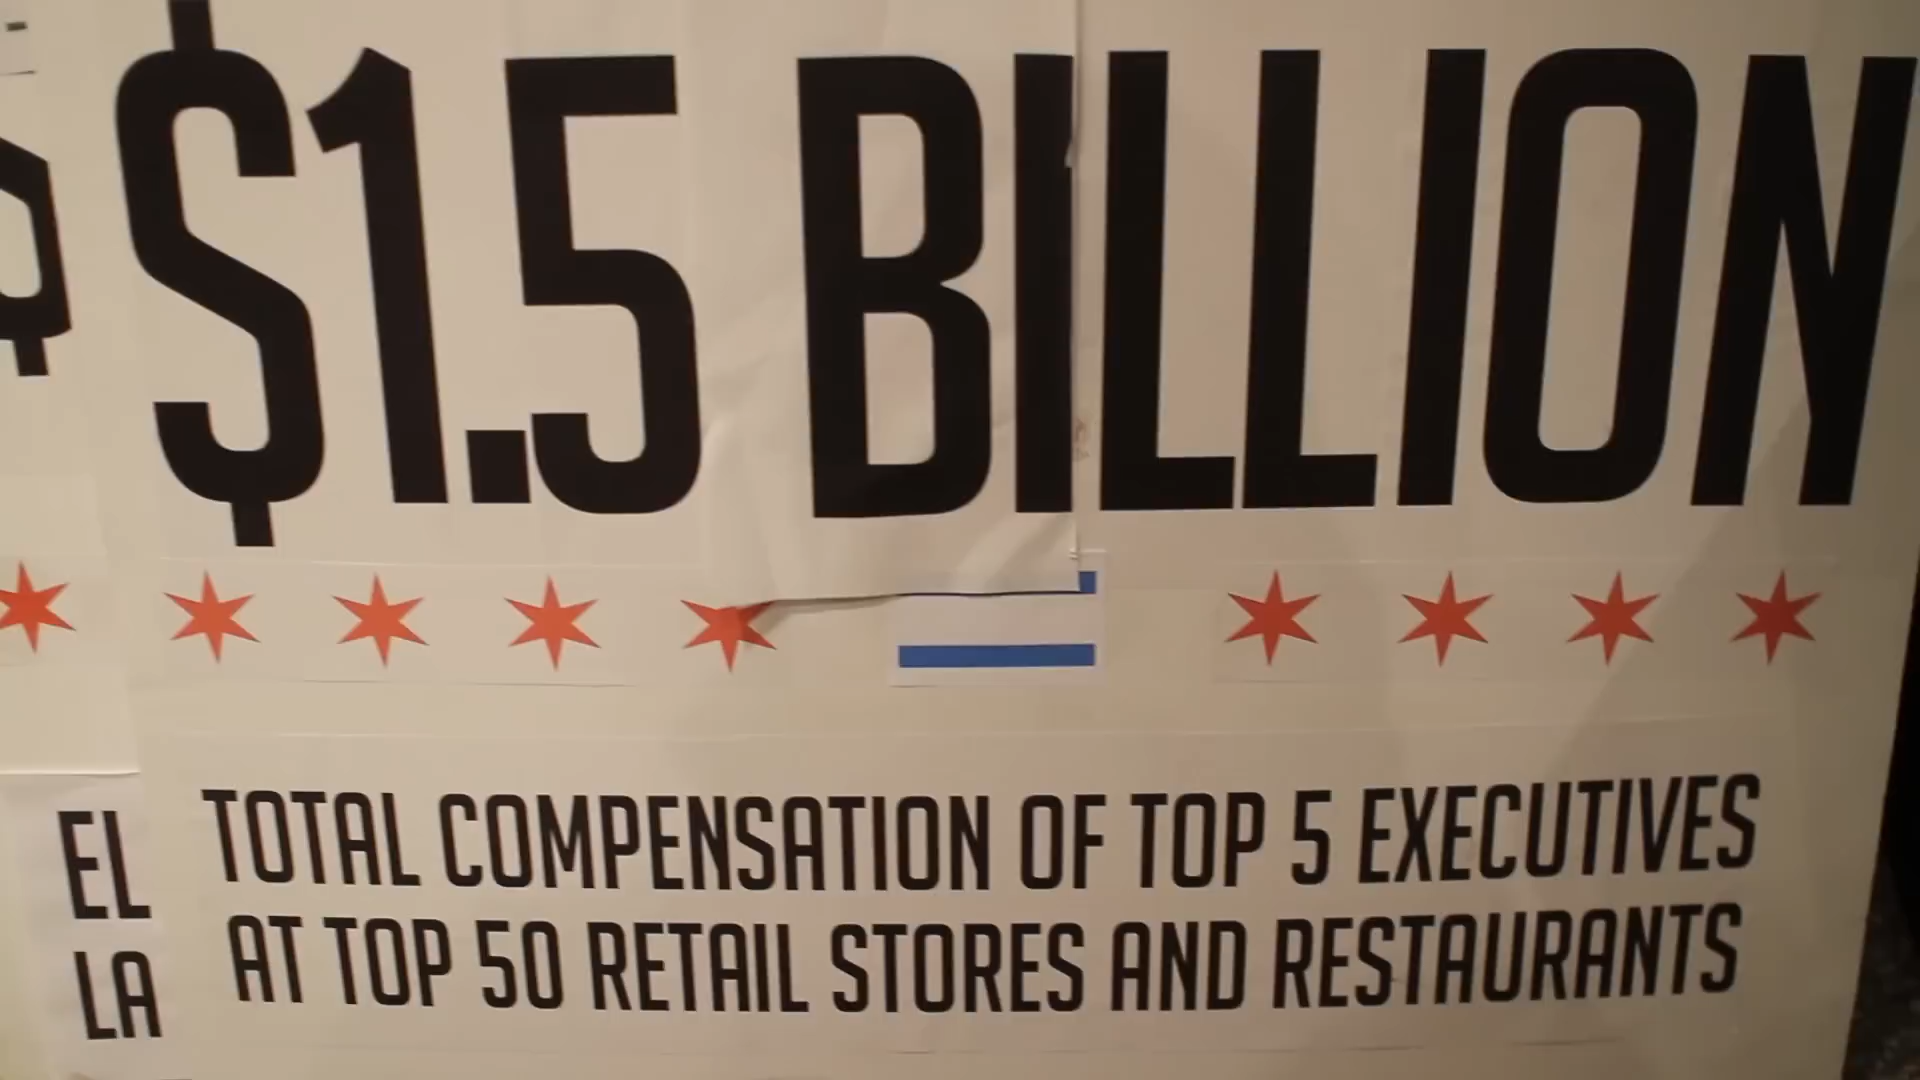 $1.5 BILLION
TOTAL COMPENSATION OF TOP 5 EXECUTIVES
AT TOP 50 RETAIL STORES AND RESTAURANTS
$
EL
LA